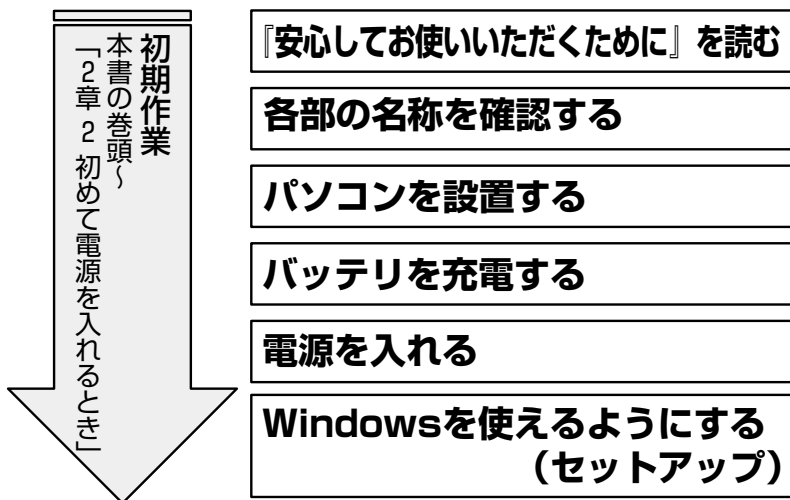 初期作業
本書の巻頭~
「2章 2 初めて電源を入れるとき」
『安心してお使いいただくために』を読む
各部の名称を確認する
パソコンを設置する
バッテリを充電する
電源を入れる
Windowsを使えるようにする
(セットアップ)